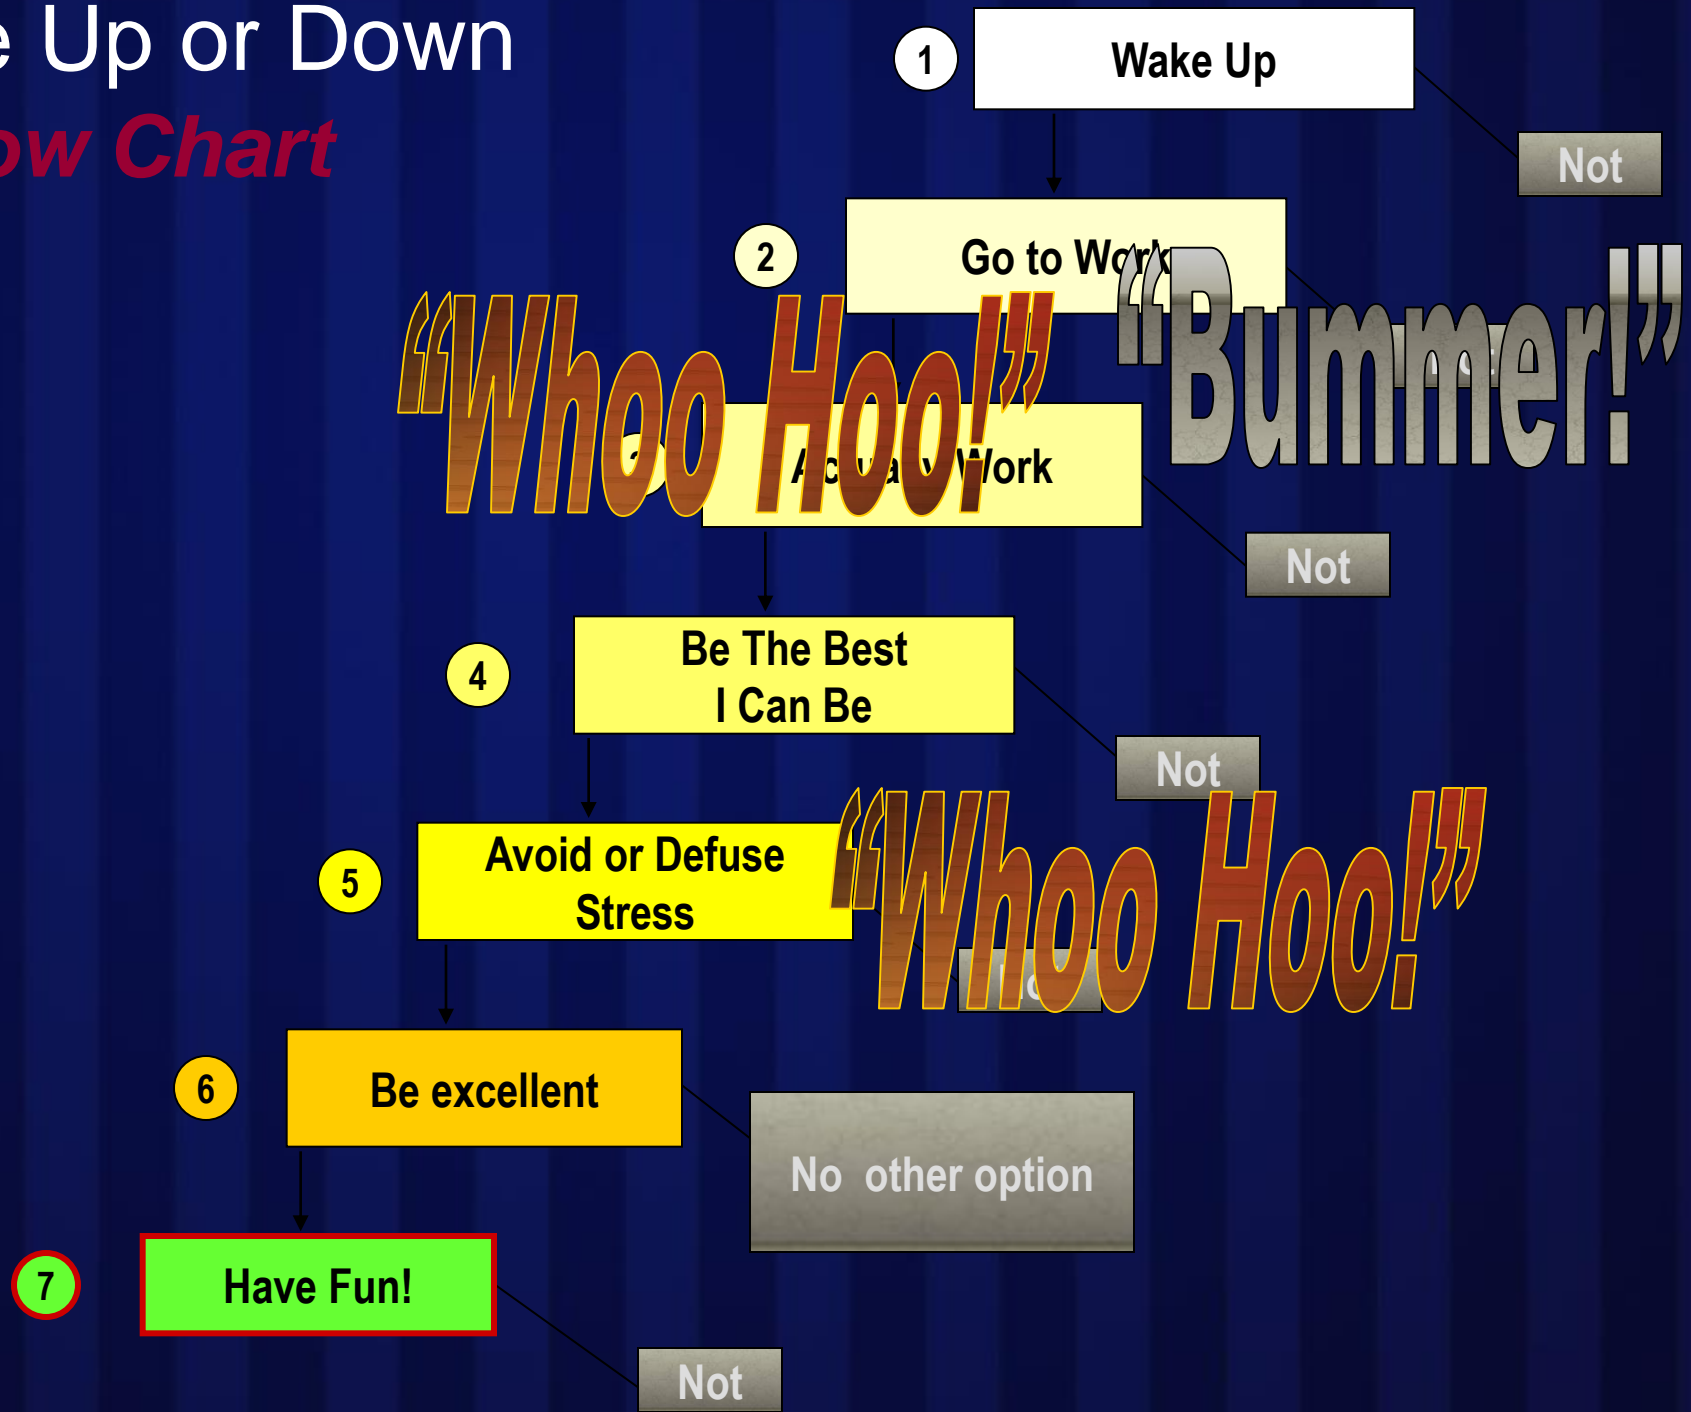 e Up or Down
ow Chart
1
Wake Up
Not
2
Go to Work
“Whoo Hoo!”
“Bummer!”
Work
Not
4
Be The Best
I Can Be
Not
5
Avoid or Defuse
Stress
“Whoo Hoo!”
6
Be excellent
No other option
7
Have Fun!
Not